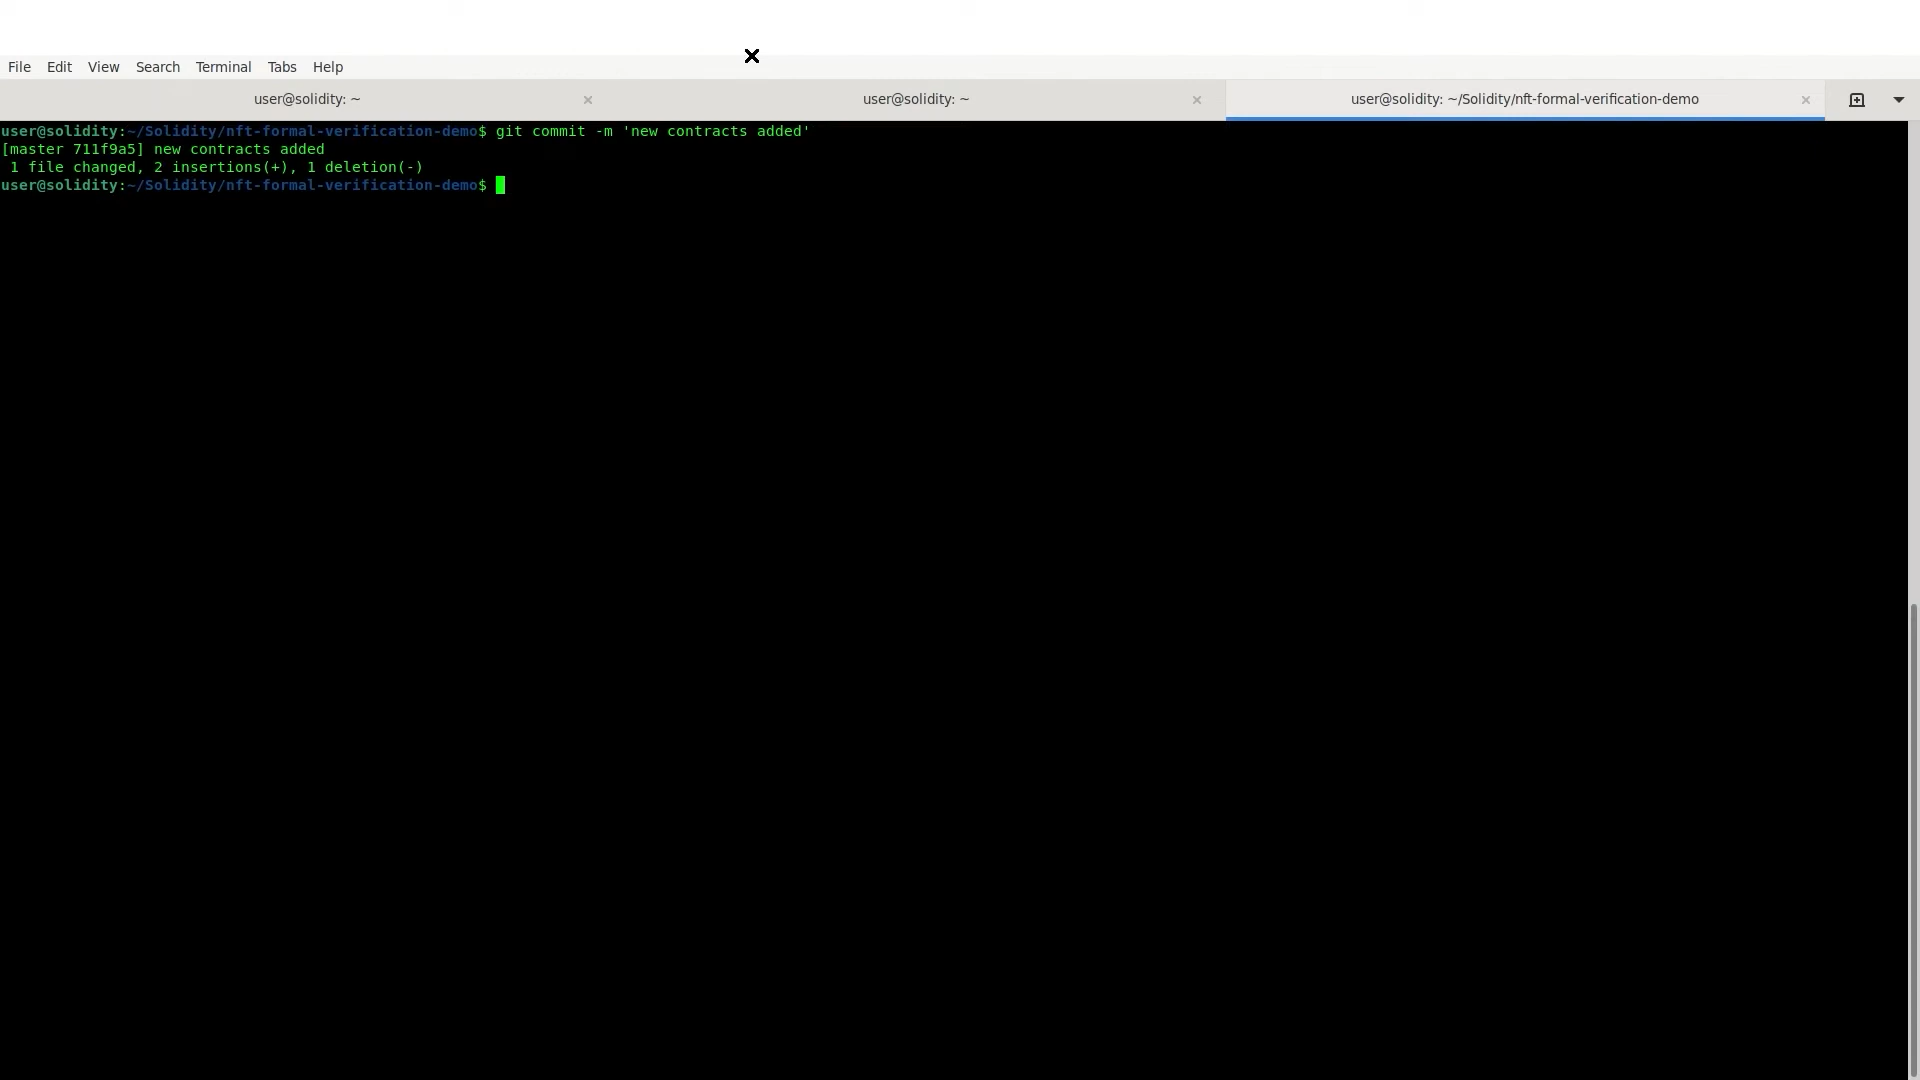 File Edit View Search Terminal Tabs Help
user@solidity: ~ user@solidity: ~ user@solidity: ~/Solidity/nft-formal-verification-demo
user@solidity:~/Solidity/nft-formal-verification-demo$ git commit -m 'new contracts added'
[master 711f9a5] new contracts added
 1 file changed, 2 insertions(+), 1 deletion(-)
user@solidity:~/Solidity/nft-formal-verification-demo$